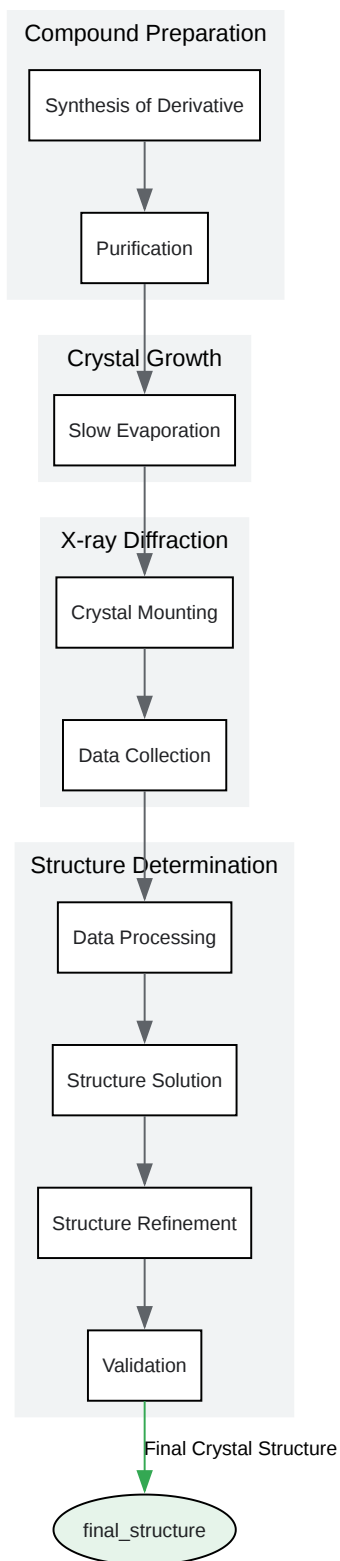 Compound Preparation
Synthesis of Derivative
Purification
Crystal Growth
Slow Evaporation
X-ray Diffraction
Crystal Mounting
Data Collection
Structure Determination
Data Processing
Structure Solution
Structure Refinement
Validation
Final Crystal Structure
final_structure